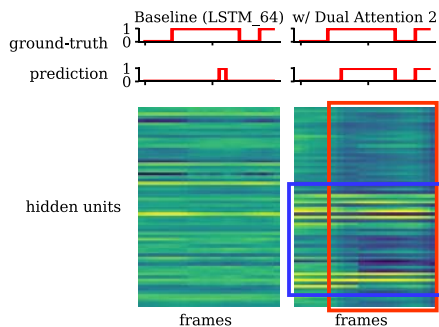 Baseline (LSTM_64) w/ Dual Attention 2
ground-truth 1 0 1 0
prediction 1 0 1 0
hidden units
frames frames